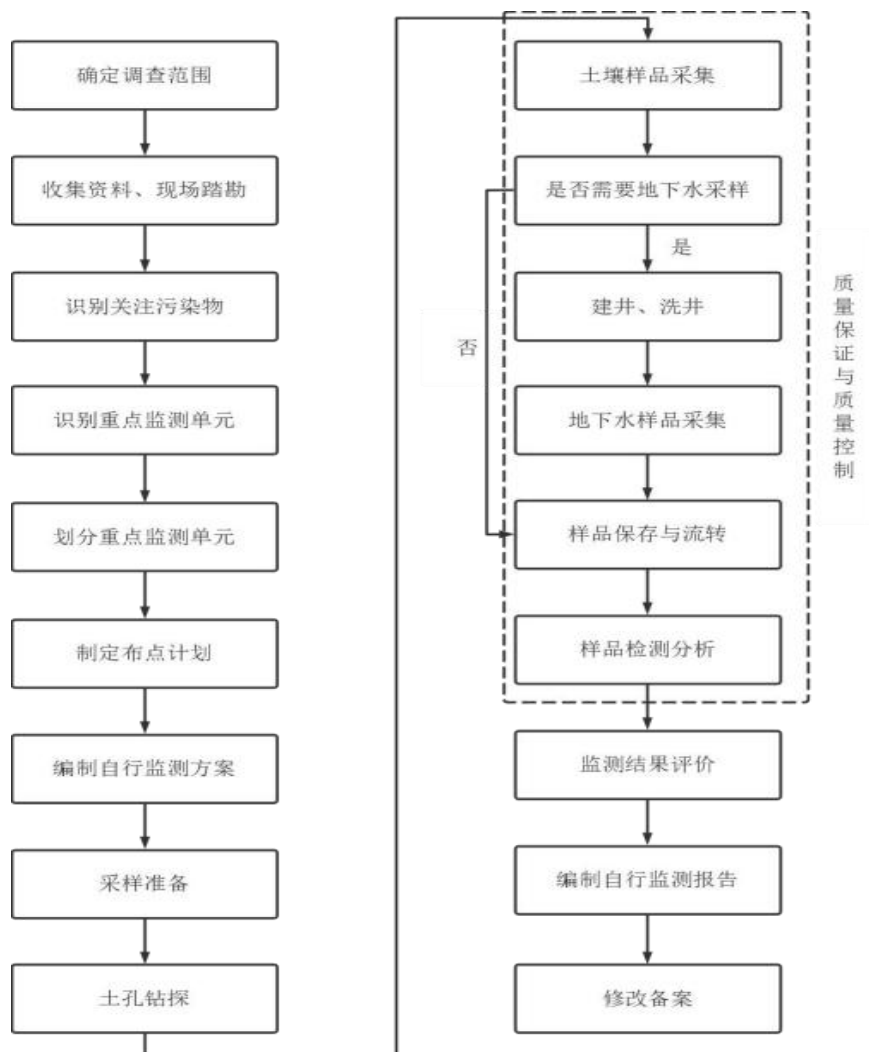 确定调查范围
收集资料、现场踏勘
识别关注污染物
识别重点监测单元
划分重点监测单元
制定布点计划
编制自行监测方案
采样准备
土孔钻探
土壤样品采集
是否需要地下水采样
是
否
建井、洗井
地下水样品采集
样品保存与流转
样品检测分析
监测结果评价
编制自行监测报告
修改备案
质量保证与质量控制